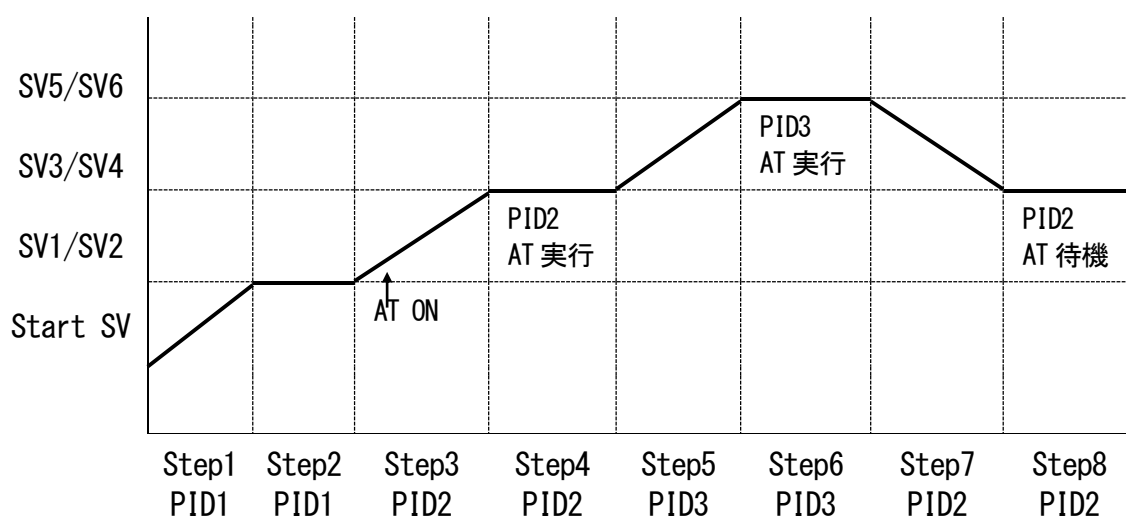 SV5/SV6
PID3
AT 実行
SV3/SV4
PID2
AT 実行
PID2
AT 待機
SV1/SV2
AT ON
Start SV
Step1 Step2 Step3 Step4 Step5 Step6 Step7 Step8
PID1 PID1 PID2 PID2 PID3 PID3 PID2 PID2